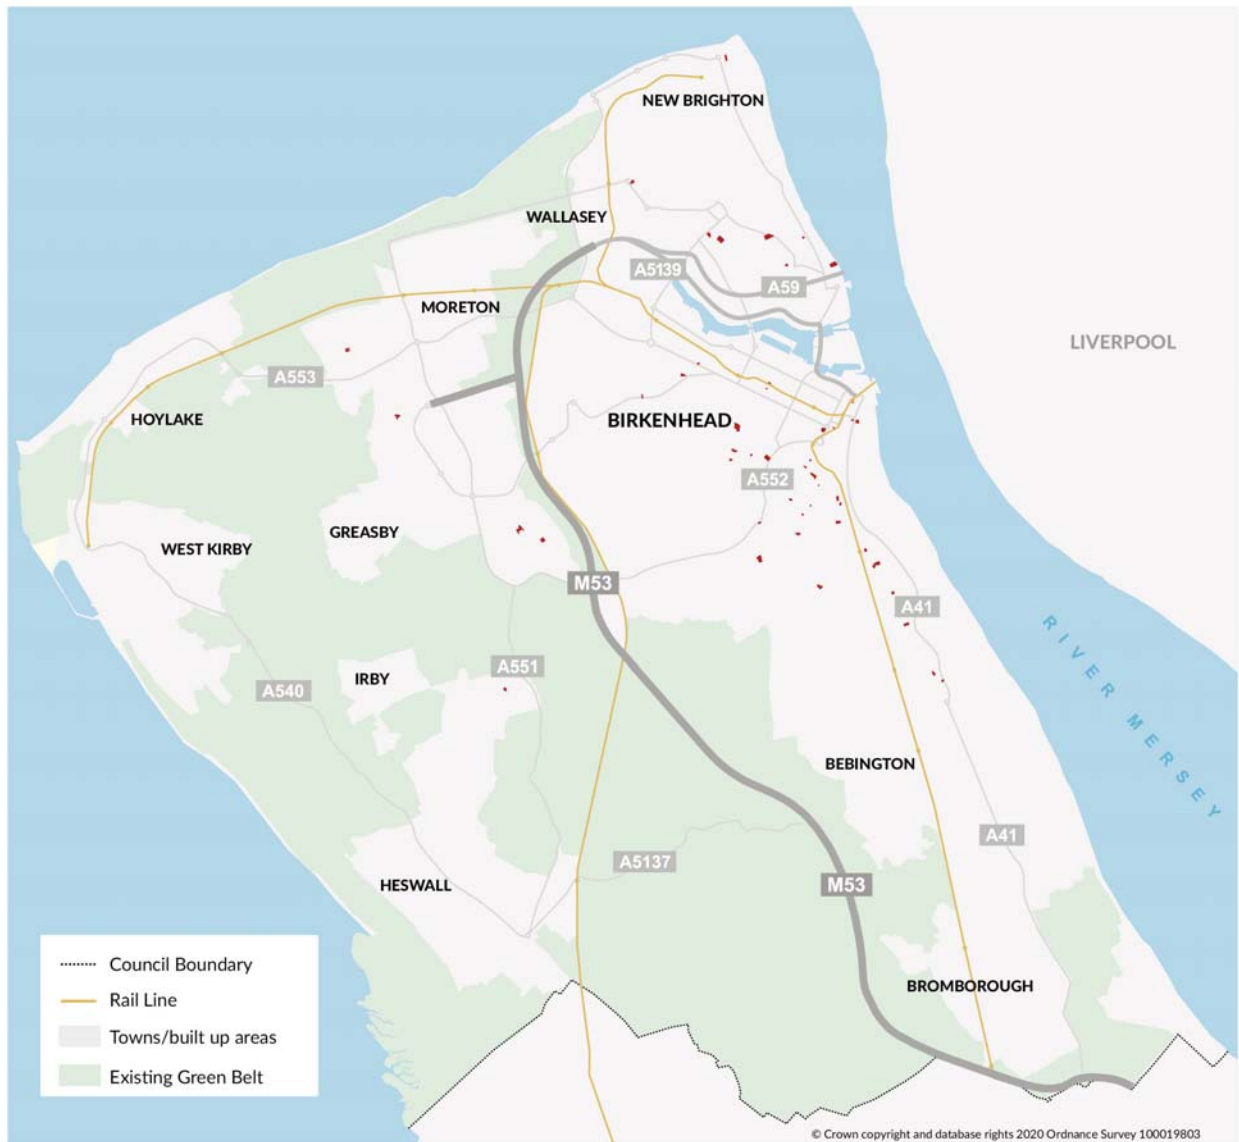 NEW BRIGHTON
WALLASEY
A5139
A59
MORETON
LIVERPOOL
A553
HOYLAKE
BIRKENHEAD
A552
GREASBY
WEST KIRBY
M53
A41
RIVER MERSEY
A551
IRBY
A540
BEBINGTON
A41
A5137
HESWALL
M53
BROMBOROUGH
Council Boundary
Rail Line
Towns/built up areas
Existing Green Belt
© Crown copyright and database rights 2020 Ordnance Survey 100019803